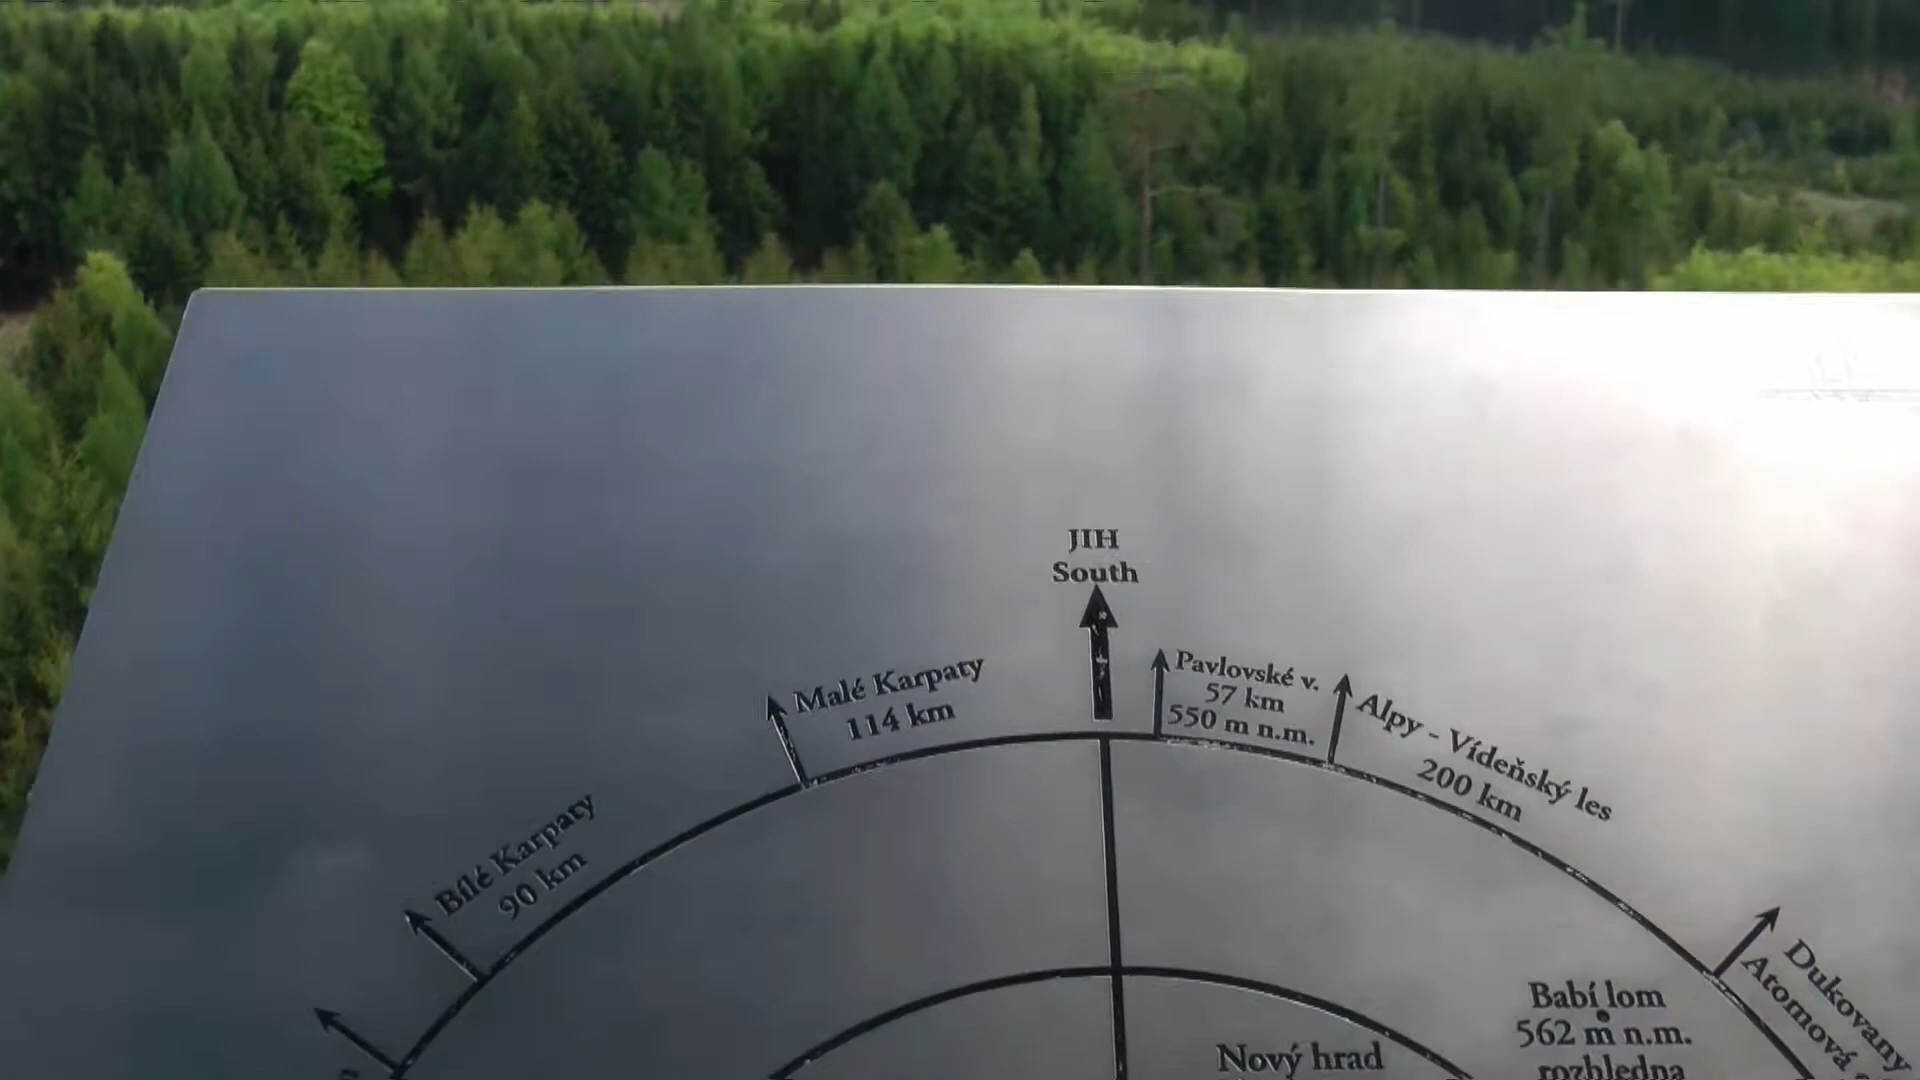 JIH
South
Malé Karpaty
114 km
Pavlovské v.
57 km
550 m n.m.
Alpy - Vídeňský les
200 km
Bílé Karpaty
90 km
Dukovany
Atomová
Babí lom
562 m n.m.
rozhledna
Nový hrad